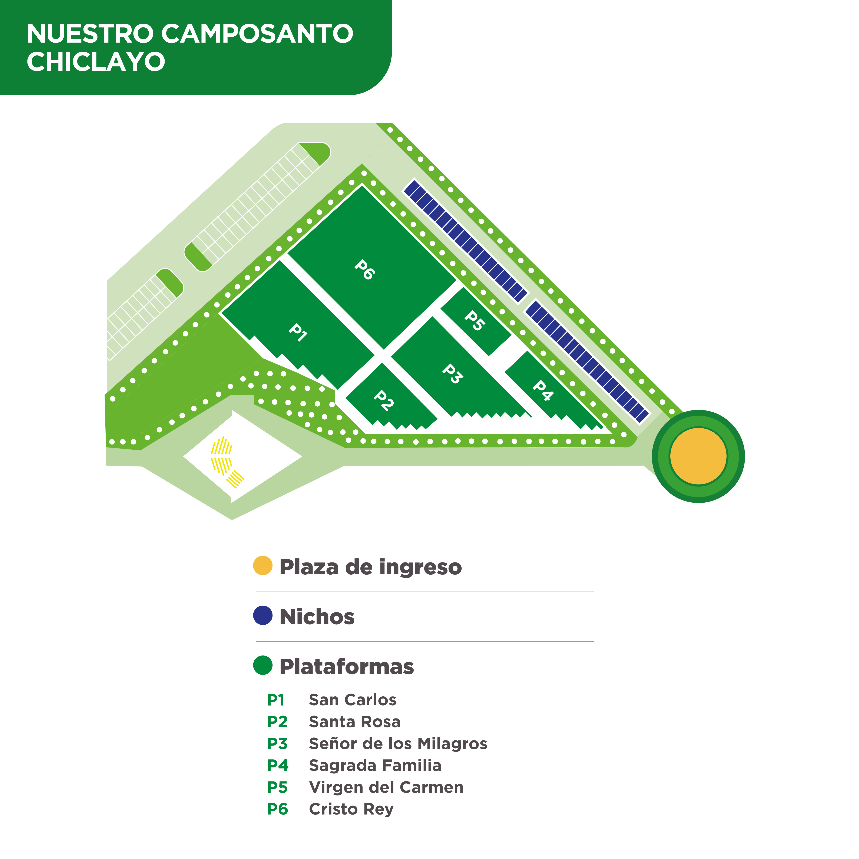 NUESTRO CAMPOSANTO
CHICLAYO
P6
P1
P5
P3
P4
P2
Plaza de ingreso
Nichos
Plataformas
P1 San Carlos
P2 Santa Rosa
P3 Señor de los Milagros
P4 Sagrada Familia
P5 Virgen del Carmen
P6 Cristo Rey